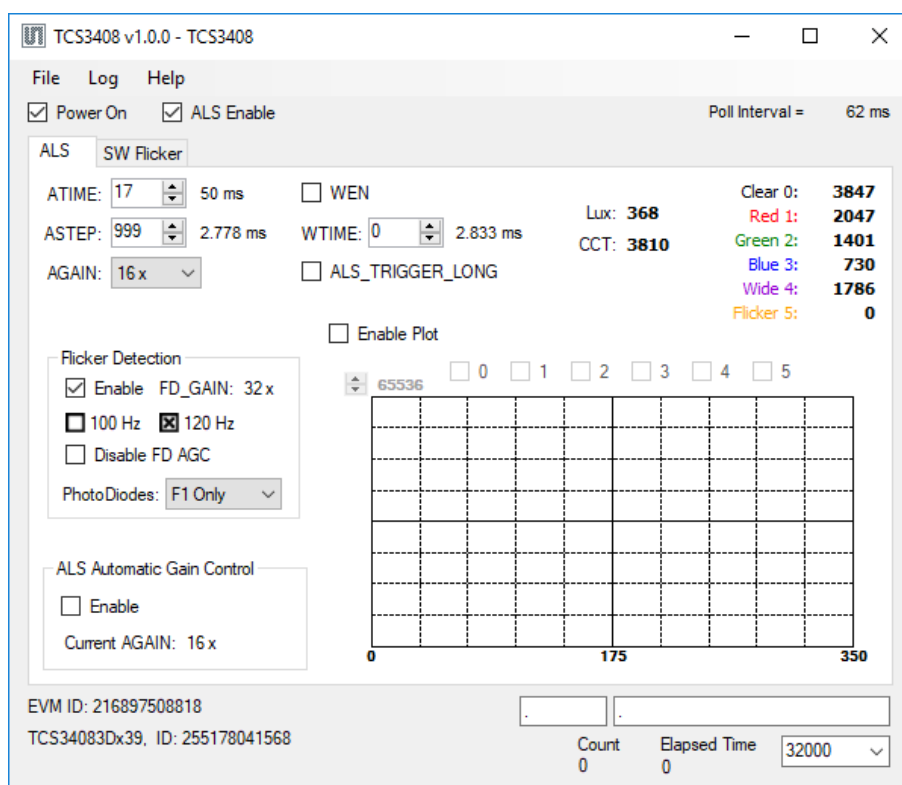 TCS3408 v1.0.0 - TCS3408
File Log Help
Power On ALS Enable Poll Interval = 62 ms
ALS SW Flicker
ATIME: 17 50 ms WEN Clear 0: 3847
Lux: 368 Red 1: 2047
ASTEP: 999 2.778 ms WTIME: 0 2.833 ms CCT: 3810 Green 2: 1401
AGAIN: 16 x ALS_TRIGGER_LONG Blue 3: 730
Wide 4: 1786
Flicker 5: 0
Enable Plot
Flicker Detection
Enable FD_GAIN: 32 x
65536 0 1 2 3 4 5
100 Hz 120 Hz
Disable FD AGC
PhotoDiodes: F1 Only
ALS Automatic Gain Control
Enable
Current AGAIN: 16 x
0 175 350
EVM ID: 216897508818
. .
TCS34083Dx39, ID: 255178041568
Count Elapsed Time 32000
0 0